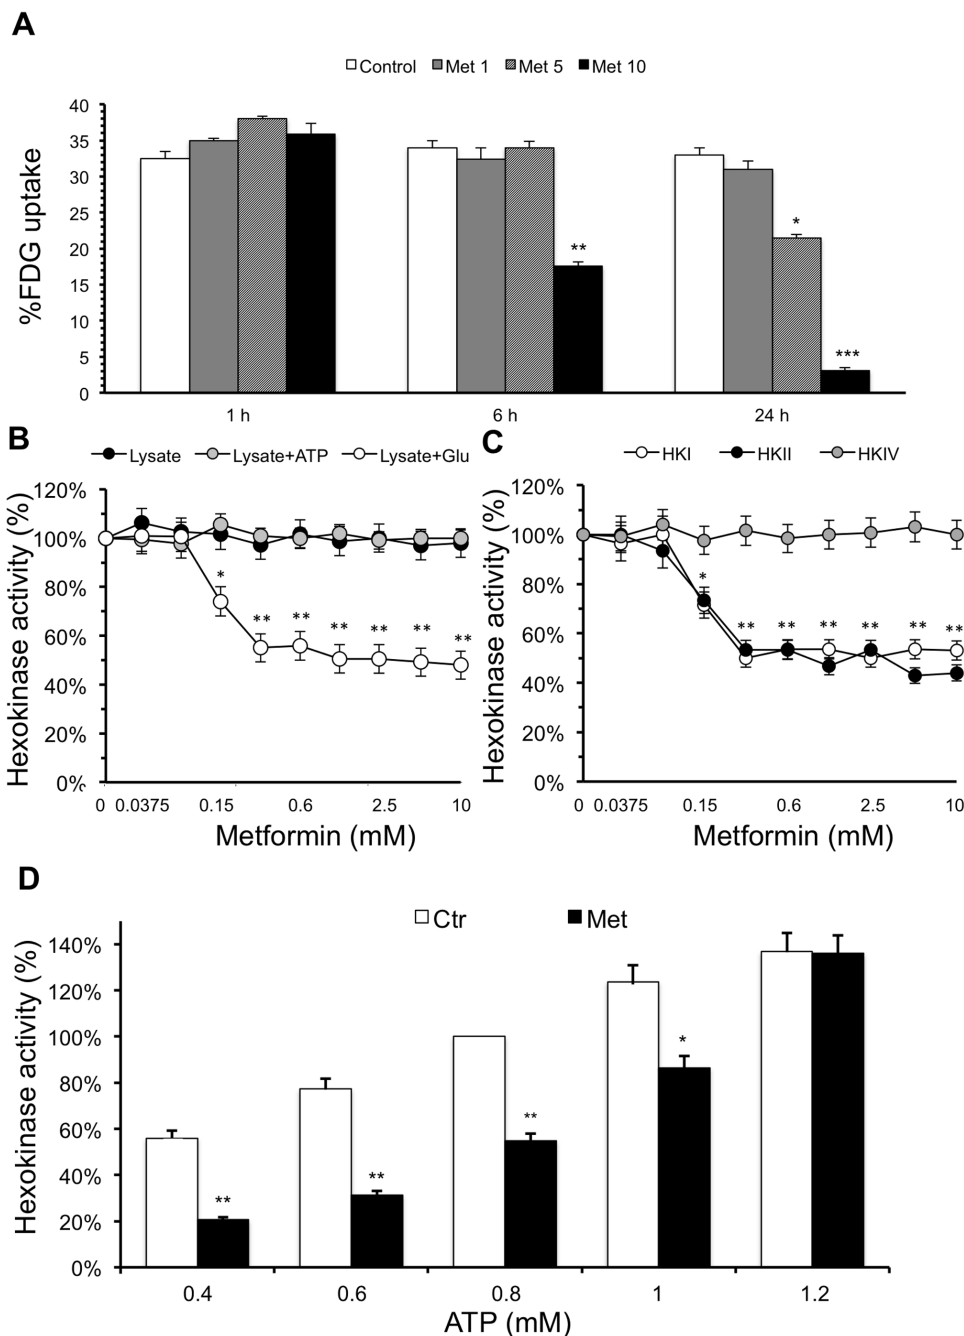 A
Control Met 1 Met 5 Met 10
%FDG uptake
40
35
30
25
20
15
10
5
0
**
*
***
1 h 6 h 24 h
B
Lysate Lysate+ATP Lysate+Glu
Hexokinase activity (%)
120%
100%
80%
60%
40%
20%
0%
*
** ** ** ** ** **
0 0.0375 0.15 0.6 2.5 10
Metformin (mM)
C
HKI HKII HKIV
Hexokinase activity (%)
120%
100%
80%
60%
40%
20%
0%
*
** ** ** ** ** **
0 0.0375 0.15 0.6 2.5 10
Metformin (mM)
D
Ctr Met
Hexokinase activity (%)
140%
120%
100%
80%
60%
40%
20%
0%
**
**
**
*
0.4 0.6 0.8 1 1.2
ATP (mM)